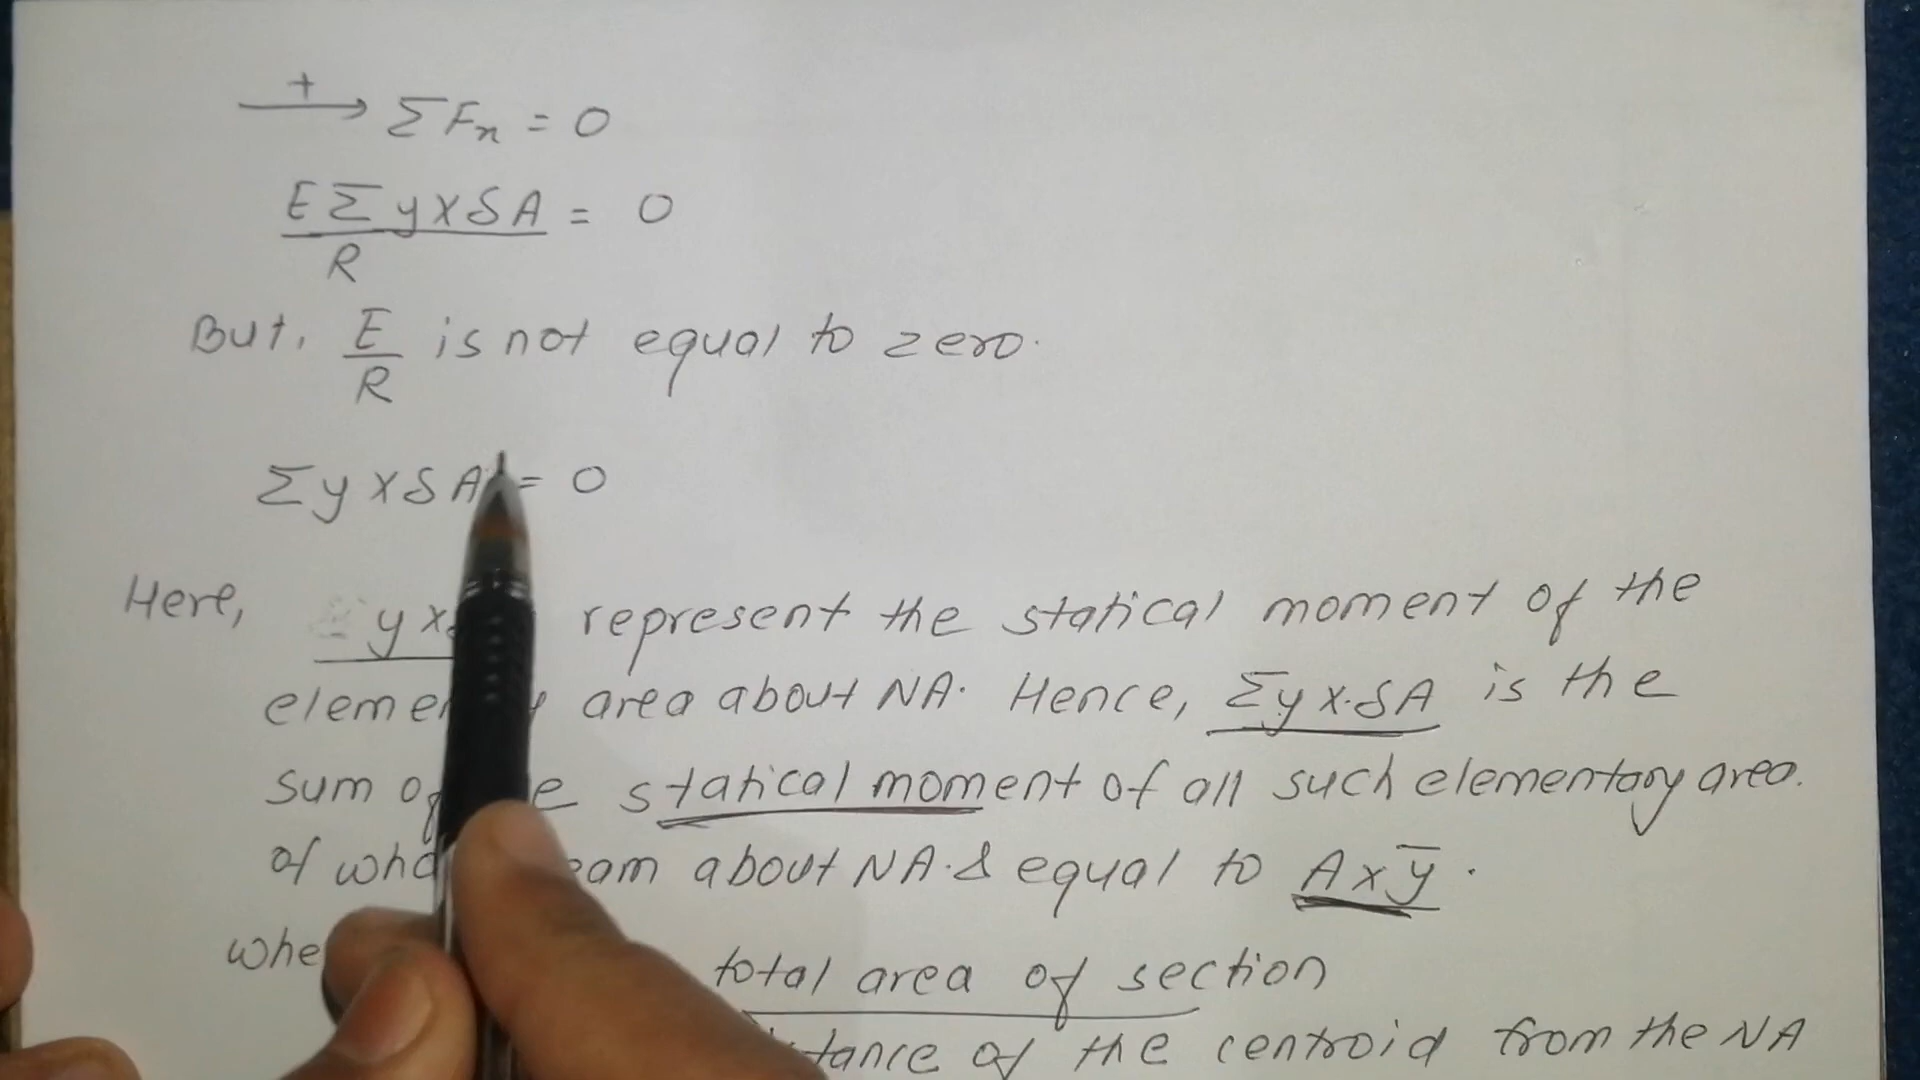 + → ΣFx = 0
E Σ y x δA / R = 0
But, E/R is not equal to zero.
Σ y x δA = 0
Here, y x represent the statical moment of the
area about NA. Hence, Σ y x.δA is the
sum statical moment of all such elementary area.
of about NA. & equal to A x ȳ.
total area of section
of the centroid from the NA